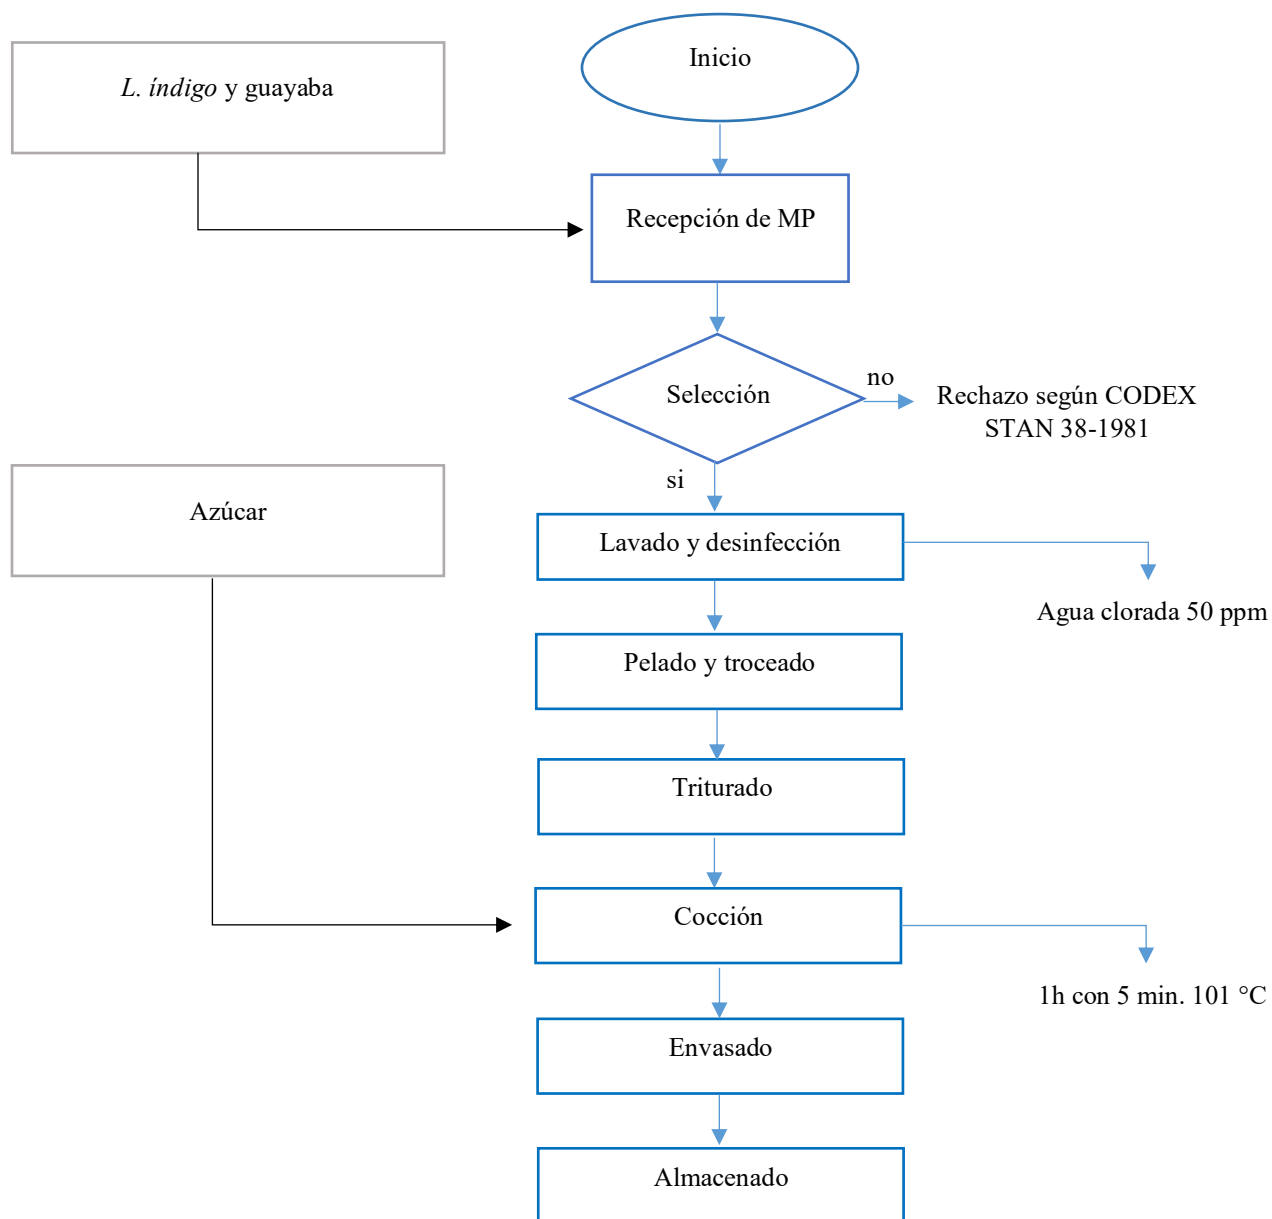 Inicio
L. índigo y guayaba
Recepción de MP
Selección
no
Rechazo según CODEX
STAN 38-1981
si
Azúcar
Lavado y desinfección
Agua clorada 50 ppm
Pelado y troceado
Triturado
Cocción
1h con 5 min. 101 °C
Envasado
Almacenado